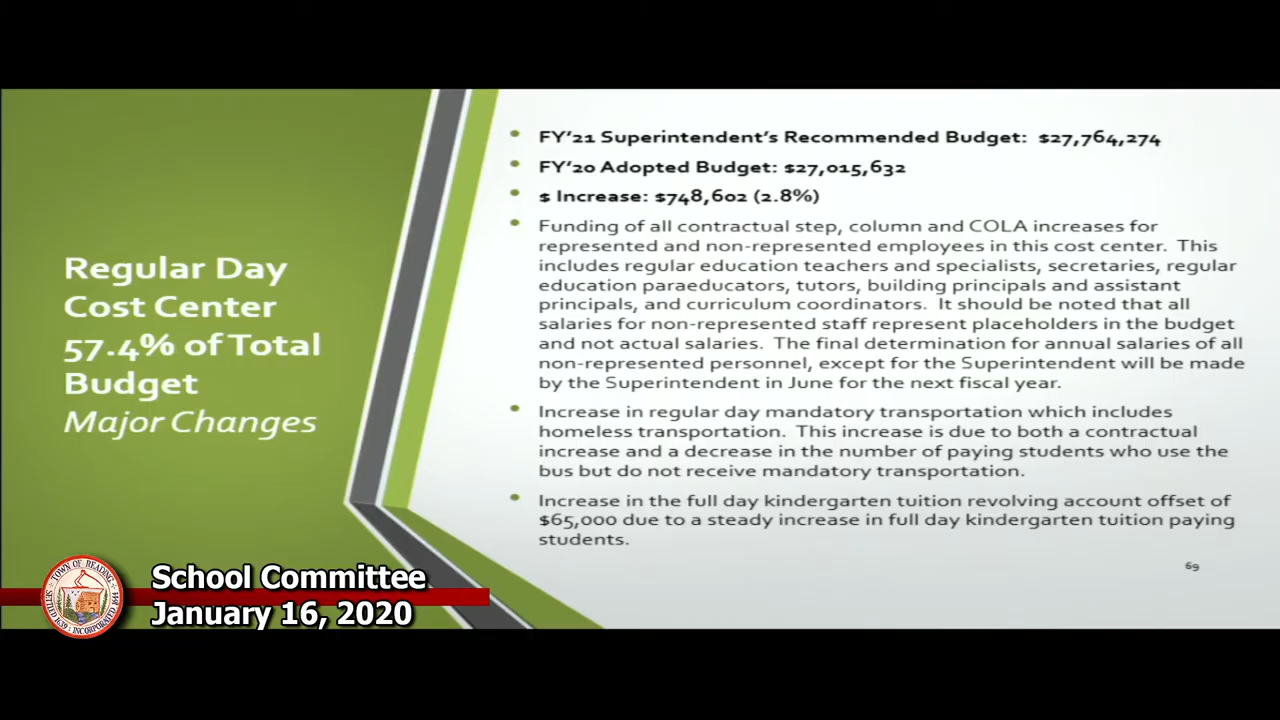 Regular Day
Cost Center
57.4% of Total
Budget
Major Changes
• FY'21 Superintendent's Recommended Budget: $27,764,274
• FY'20 Adopted Budget: $27,015,632
• $ Increase: $748,602 (2.8%)
• Funding of all contractual step, column and COLA increases for
represented and non-represented employees in this cost center. This
includes regular education teachers and specialists, secretaries, regular
education paraeducators, tutors, building principals and assistant
principals, and curriculum coordinators. It should be noted that all
salaries for non-represented staff represent placeholders in the budget
and not actual salaries. The final determination for annual salaries of all
non-represented personnel, except for the Superintendent will be made
by the Superintendent in June for the next fiscal year.
• Increase in regular day mandatory transportation which includes
homeless transportation. This increase is due to both a contractual
increase and a decrease in the number of paying students who use the
bus but do not receive mandatory transportation.
• Increase in the full day kindergarten tuition revolving account offset of
$65,000 due to a steady increase in full day kindergarten tuition paying
students.
69
TOWN OF READING
SETTLED 1639 INCORPORATED 1644
School Committee
January 16, 2020